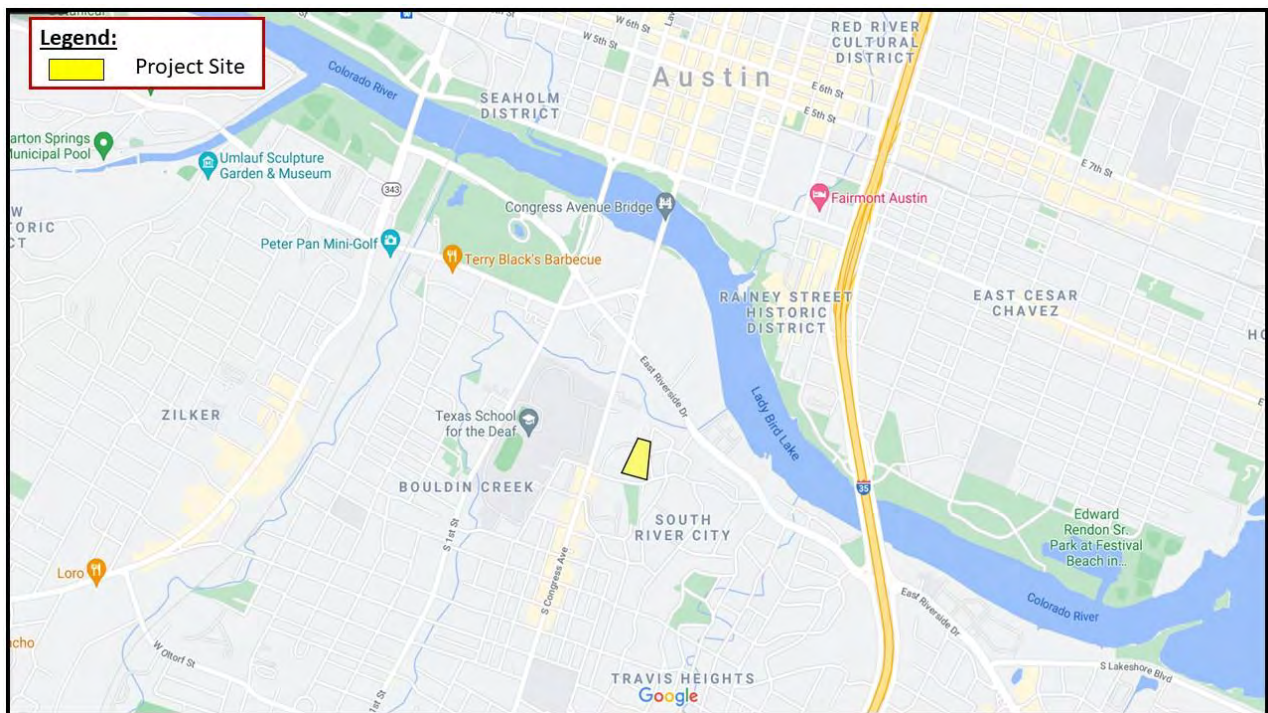 Legend:
Project Site
Colorado River
W 6th St
W 5th St
RED RIVER
CULTURAL
DISTRICT
Austin
SEAHOLM
DISTRICT
E 6th St
E 5th St
E 7th St
arton Springs
Municipal Pool
Umlauf Sculpture
Garden & Museum
343
Congress Avenue Bridge
Fairmont Austin
Peter Pan Mini-Golf
Terry Black's Barbecue
RAINEY STREET
HISTORIC
DISTRICT
EAST CESAR
CHAVEZ
East Riverside Dr
Lady Bird Lake
ZILKER
Texas School
for the Deaf
BOULDIN CREEK
35
SOUTH
RIVER CITY
S 1st St
S Congress Ave
Edward
Rendon Sr.
Park at Festival
Beach in...
Loro
Colorado River
East Riverside Dr
W Oltorf St
S 1st St
S Lakeshore Blvd
TRAVIS HEIGHTS
Google